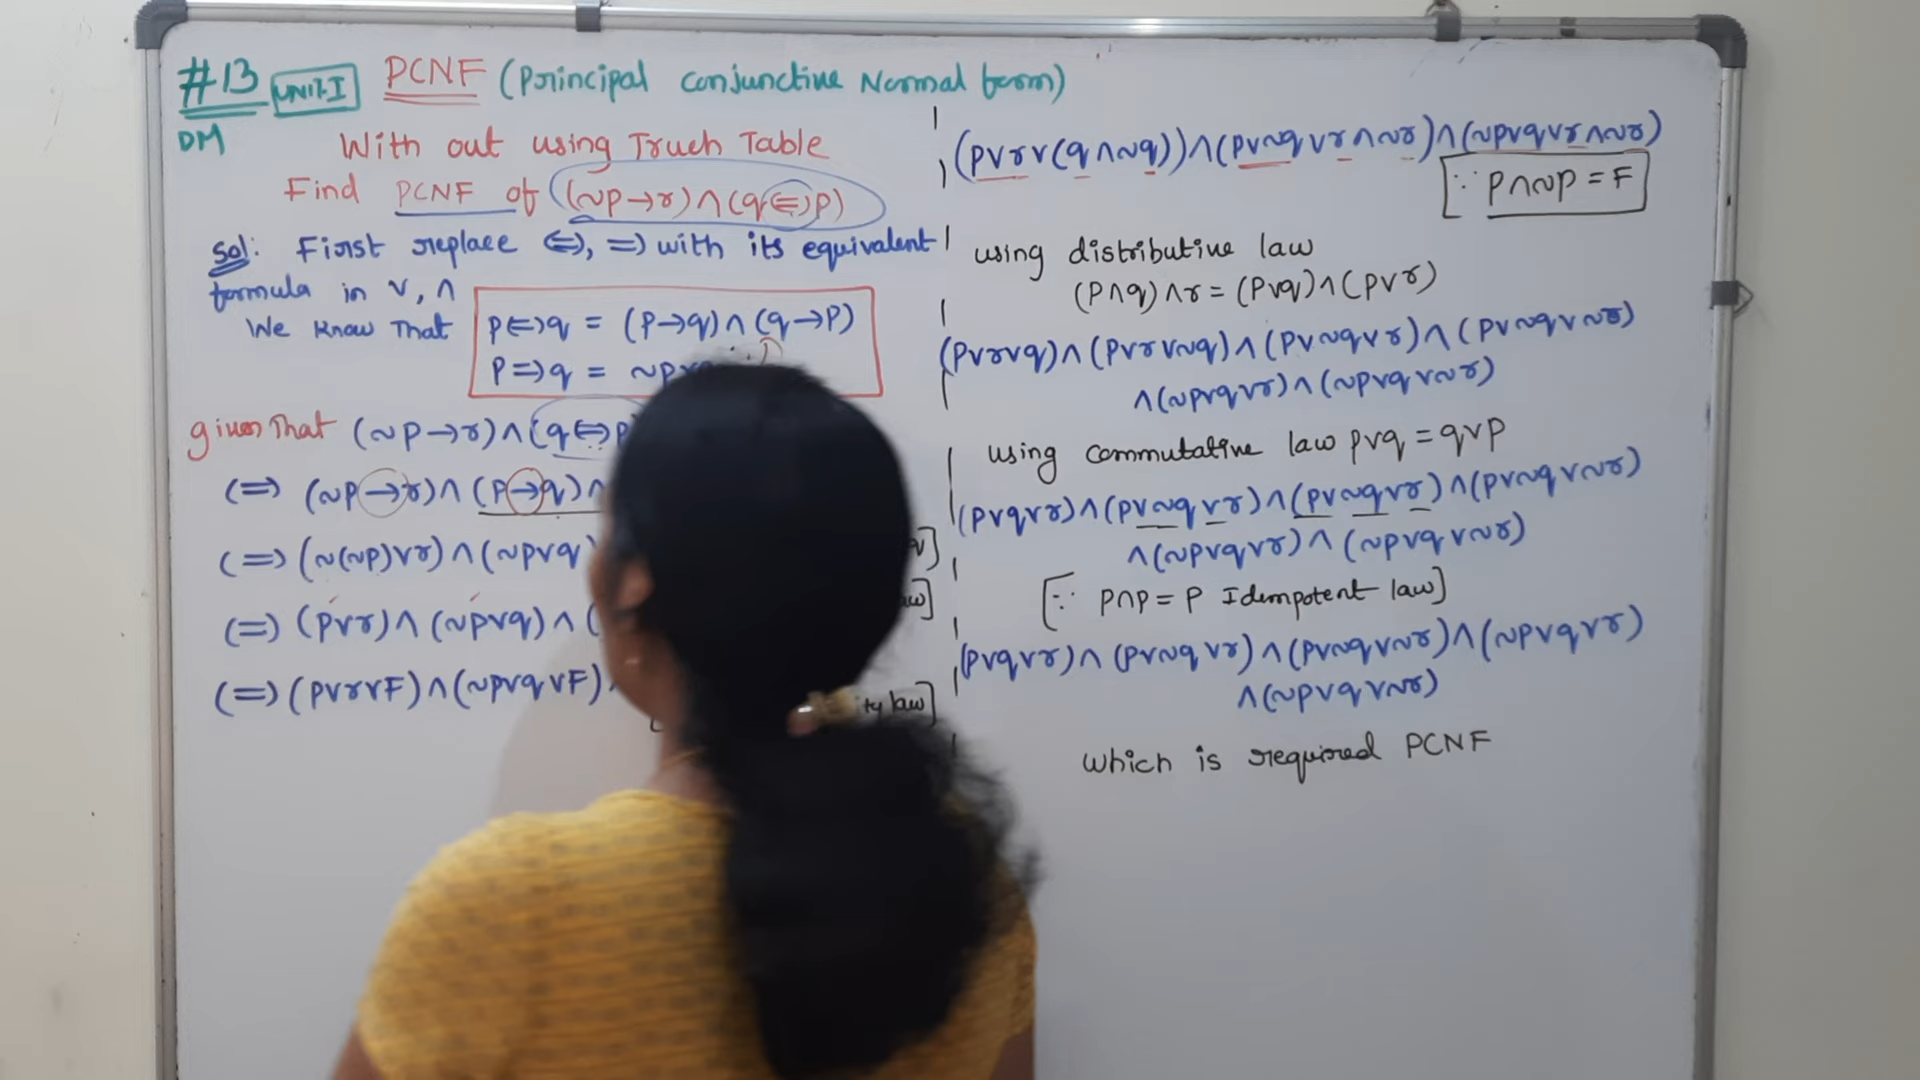 #13 UNIT-I PCNF (Principal Conjunctive Normal form)
DM
With out using Truth Table
Find PCNF of (~p→r)∧(q⇔p)
Sol: First replace ⇔, ⇒ with its equivalent
formula in ∨, ∧
We Know That
p⇔q = (p→q)∧(q→p)
p⇒q = ~p∨q
given That (~p→r)∧(q⇔p
(⇒) (~p→r)∧(p→q)∧
(⇒) (~(~p)∨r)∧(~p∨q)
(⇒) (p∨r)∧(~p∨q)∧(
(⇒) (p∨r∨F)∧(~p∨q∨F)
law]
(p∨r∨(q∧~q))∧(p∨~q∨r∧~r)∧(~p∨q∨r∧~r)
∵ p∧~p = F
using distributive law
(p∧q)∧r = (p∨q)∧(p∨r)
(p∨r∨q)∧(p∨r∨~q)∧(p∨~q∨r)∧(p∨~q∨~r)
∧(~p∨q∨r)∧(~p∨q∨~r)
using commutative law p∨q = q∨p
(p∨q∨r)∧(p∨~q∨r)∧(p∨~q∨r)∧(p∨~q∨~r)
∧(~p∨q∨r)∧(~p∨q∨~r)
[∵ p∩p = p Idempotent law]
(p∨q∨r)∧(p∨~q∨r)∧(p∨~q∨~r)∧(~p∨q∨r)
∧(~p∨q∨~r)
which is required PCNF